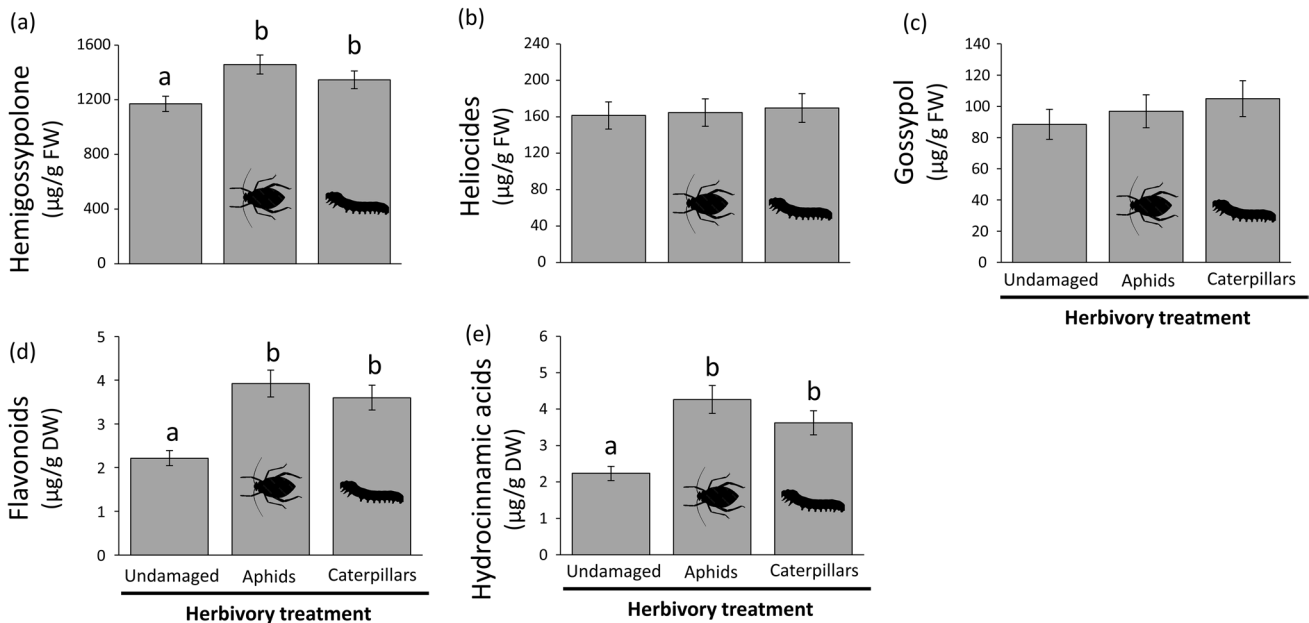 (a)
Hemigossypolone
(µg/g FW)
1600
1200
800
400
0
a
b
b
(b)
Heliocides
(µg/g FW)
240
200
160
120
80
40
0
(c)
Gossypol
(µg/g FW)
140
120
100
80
60
40
20
0
Undamaged Aphids Caterpillars
Herbivory treatment
(d)
Flavonoids
(µg/g DW)
5
4
3
2
1
0
a
b
b
Undamaged Aphids Caterpillars
Herbivory treatment
(e)
Hydrocinnamic acids
(µg/g DW)
6
5
4
3
2
1
0
a
b
b
Undamaged Aphids Caterpillars
Herbivory treatment